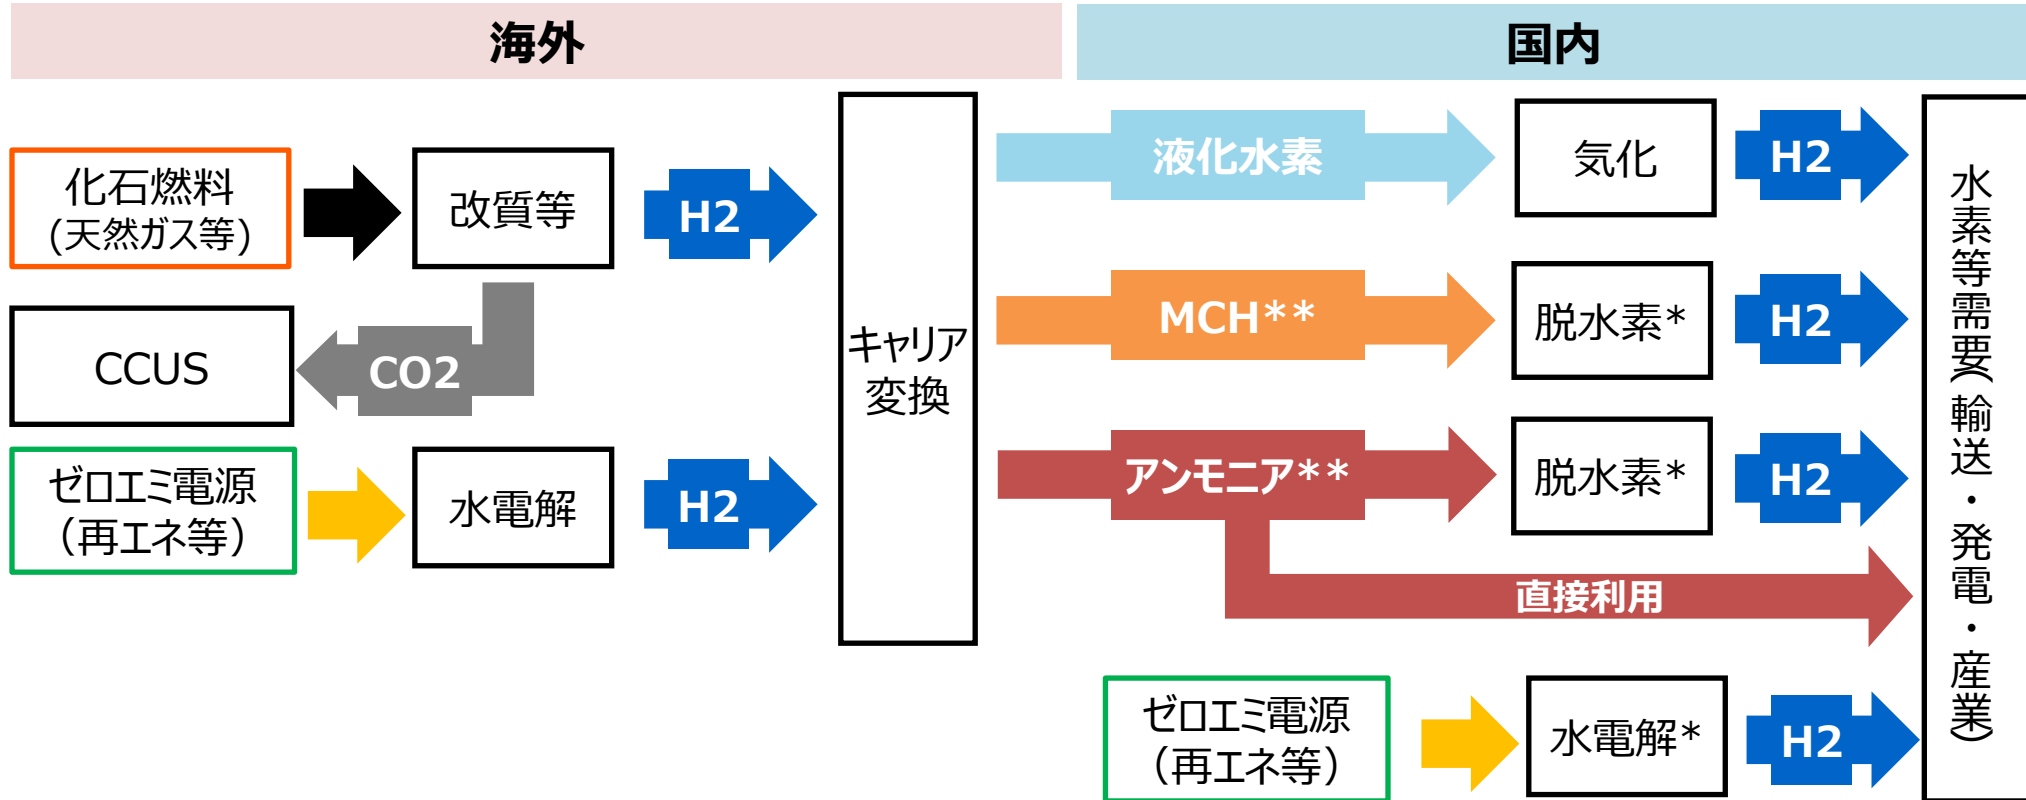 海外
国内
化石燃料
(天然ガス等)
改質等
H2
CCUS
CO2
ゼロエミ電源
（再エネ等）
水電解
H2
キャリア
変換
液化水素
気化
H2
MCH**
脱水素*
H2
アンモニア**
脱水素*
H2
直接利用
ゼロエミ電源
（再エネ等）
水電解*
H2
水素等需要（輸送・発電・産業）